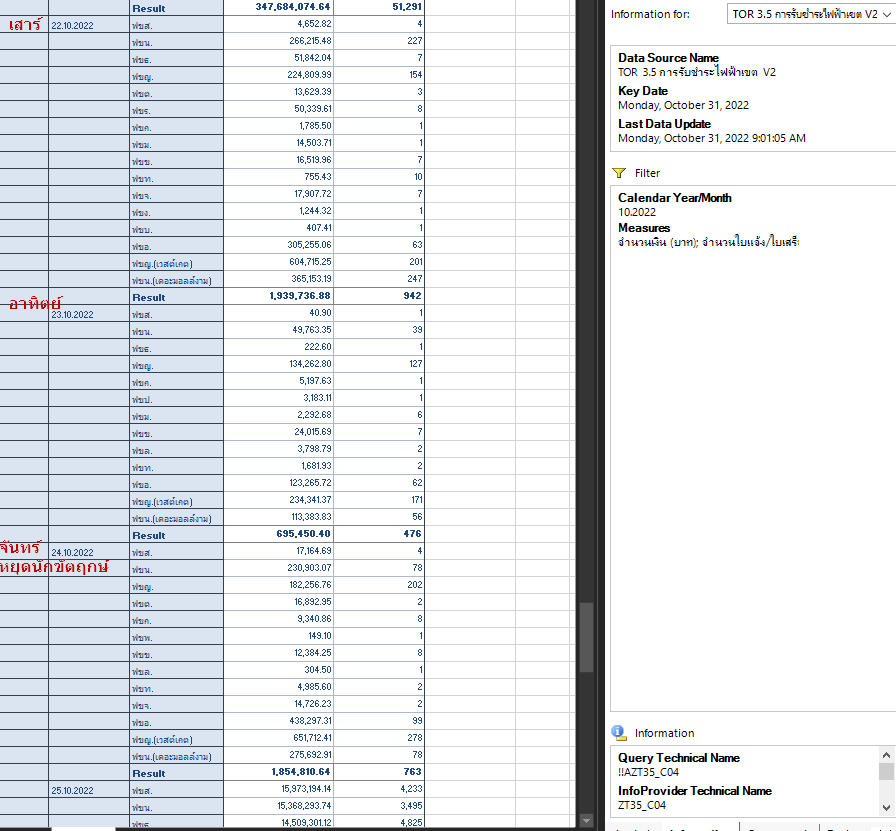 Result 347,684,074.64 51,291
เสาร์ 22.10.2022 ฟขส. 4,652.82 4
ฟขน. 266,215.48 227
ฟขธ. 51,842.04 7
ฟขญ. 224,809.99 154
ฟขต. 13,629.39 3
ฟขร. 50,339.61 8
ฟขค. 1,785.50 1
ฟขม. 14,503.71 1
ฟขข. 16,519.96 7
ฟขท. 755.43 10
ฟขจ. 17,907.72 7
ฟขง. 1,244.32 1
ฟขบ. 407.41 1
ฟขอ. 305,255.06 63
ฟขญ.(เวสต์เกต) 604,715.25 201
ฟขน.(เดอะมอลล์งาม) 365,153.19 247
Result 1,939,736.88 942
อาทิตย์
23.10.2022 ฟขส. 40.90 1
ฟขน. 49,763.35 39
ฟขธ. 222.60 1
ฟขญ. 134,262.80 127
ฟขค. 5,197.63 1
ฟขป. 3,183.11 1
ฟขม. 2,292.68 6
ฟขข. 24,015.69 7
ฟขล. 3,798.79 2
ฟขท. 1,681.93 2
ฟขอ. 123,265.72 62
ฟขญ.(เวสต์เกต) 234,341.37 171
ฟขน.(เดอะมอลล์งาม) 113,383.83 56
Result 695,450.40 476
จันทร์ 24.10.2022 ฟขส. 17,164.69 4
หยุดนักขัตฤกษ์ ฟขน. 230,903.07 78
ฟขญ. 182,256.76 202
ฟขต. 16,892.95 2
ฟขค. 9,340.86 8
ฟขพ. 149.10 1
ฟขข. 12,384.25 8
ฟขล. 304.50 1
ฟขท. 4,985.60 2
ฟขจ. 14,726.23 2
ฟขอ. 438,297.31 99
ฟขญ.(เวสต์เกต) 651,712.41 278
ฟขน.(เดอะมอลล์งาม) 275,692.91 78
Result 1,854,810.64 763
25.10.2022 ฟขส. 15,973,194.14 4,233
ฟขน. 15,368,293.74 3,495
ฟขธ. 14,509,301.12 4,825
Information for: TOR 3.5 การรับชำระไฟฟ้าเขต V2
Data Source Name
TOR 3.5 การรับชำระไฟฟ้าเขต V2
Key Date
Monday, October 31, 2022
Last Data Update
Monday, October 31, 2022 9:01:05 AM
Filter
Calendar Year/Month
10.2022
Measures
จำนวนเงิน (บาท); จำนวนใบแจ้ง/ใบเสร็
Information
Query Technical Name
!!AZT35_C04
InfoProvider Technical Name
ZT35_C04